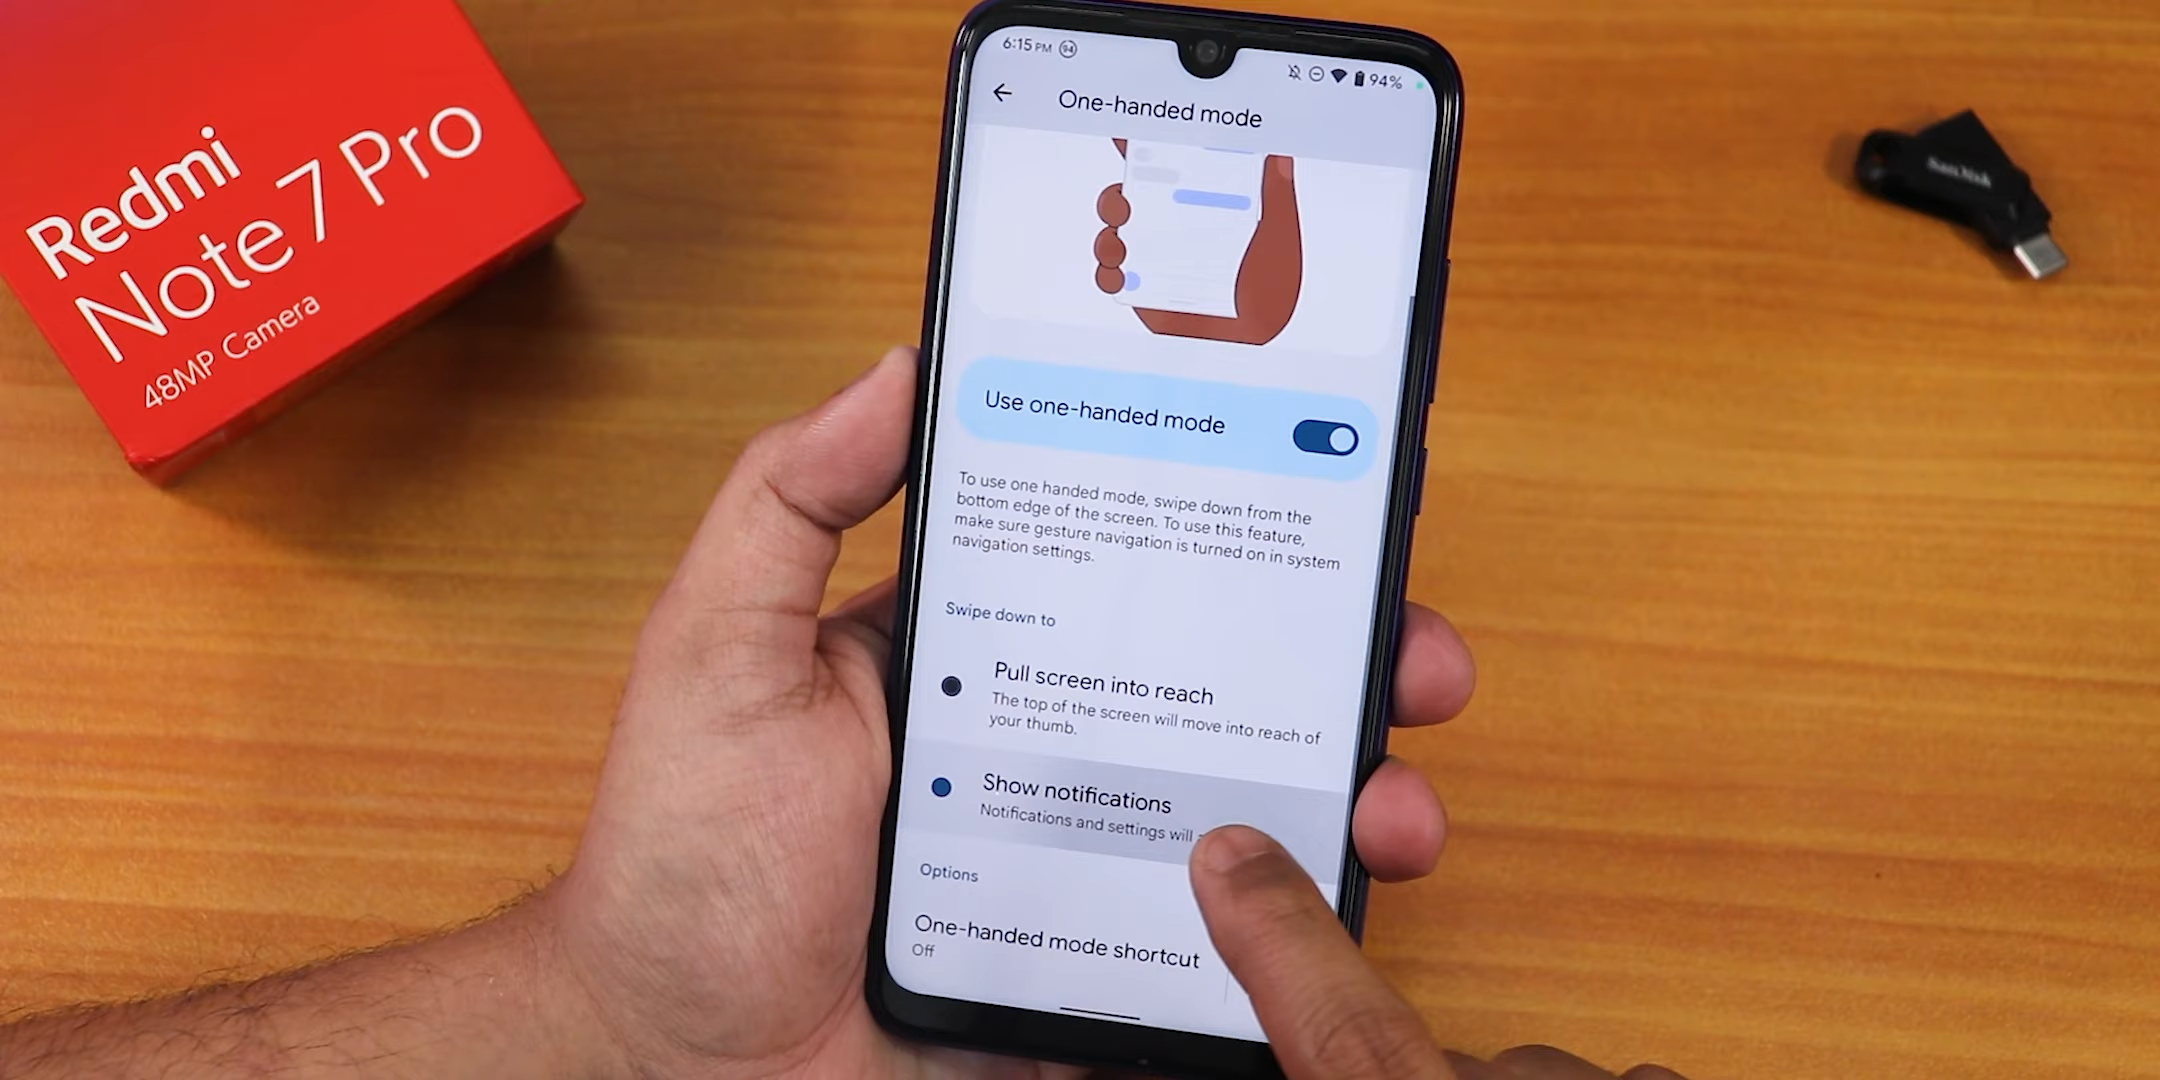 Redmi
Note 7 Pro
48MP Camera
6:15 PM 94
94%
One-handed mode
Use one-handed mode
To use one handed mode, swipe down from the
bottom edge of the screen. To use this feature,
make sure gesture navigation is turned on in system
navigation settings.
Swipe down to
Pull screen into reach
The top of the screen will move into reach of
your thumb.
Show notifications
Notifications and settings will
Options
One-handed mode shortcut
Off
SanDisk